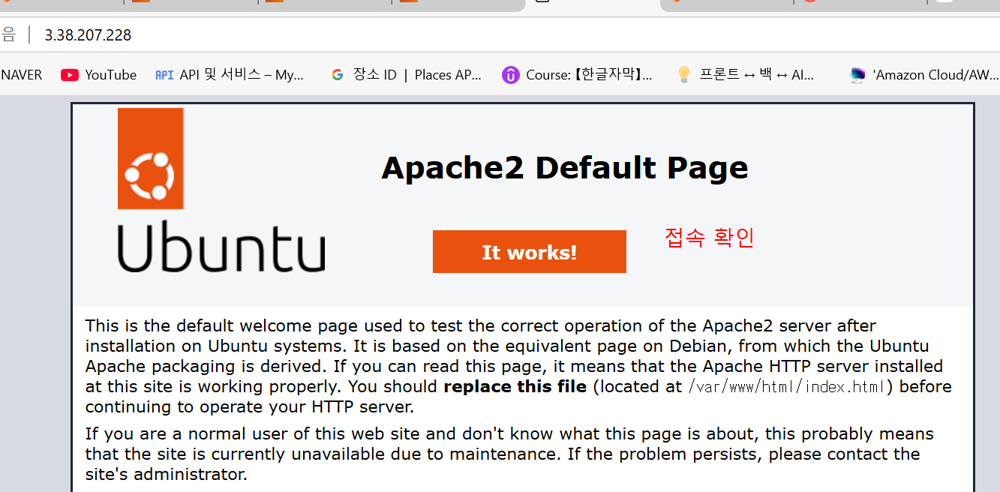 음 3.38.207.228
NAVER YouTube API API 및 서비스 – My... G 장소 ID | Places AP... Course: 【한글자막】... 프론트 ↔ 백 ↔ AI... 'Amazon Cloud/AW...
Apache2 Default Page
Ubuntu
It works!
접속 확인
This is the default welcome page used to test the correct operation of the Apache2 server after
installation on Ubuntu systems. It is based on the equivalent page on Debian, from which the Ubuntu
Apache packaging is derived. If you can read this page, it means that the Apache HTTP server installed
at this site is working properly. You should replace this file (located at /var/www/html/index.html) before
continuing to operate your HTTP server.
If you are a normal user of this web site and don't know what this page is about, this probably means
that the site is currently unavailable due to maintenance. If the problem persists, please contact the
site's administrator.